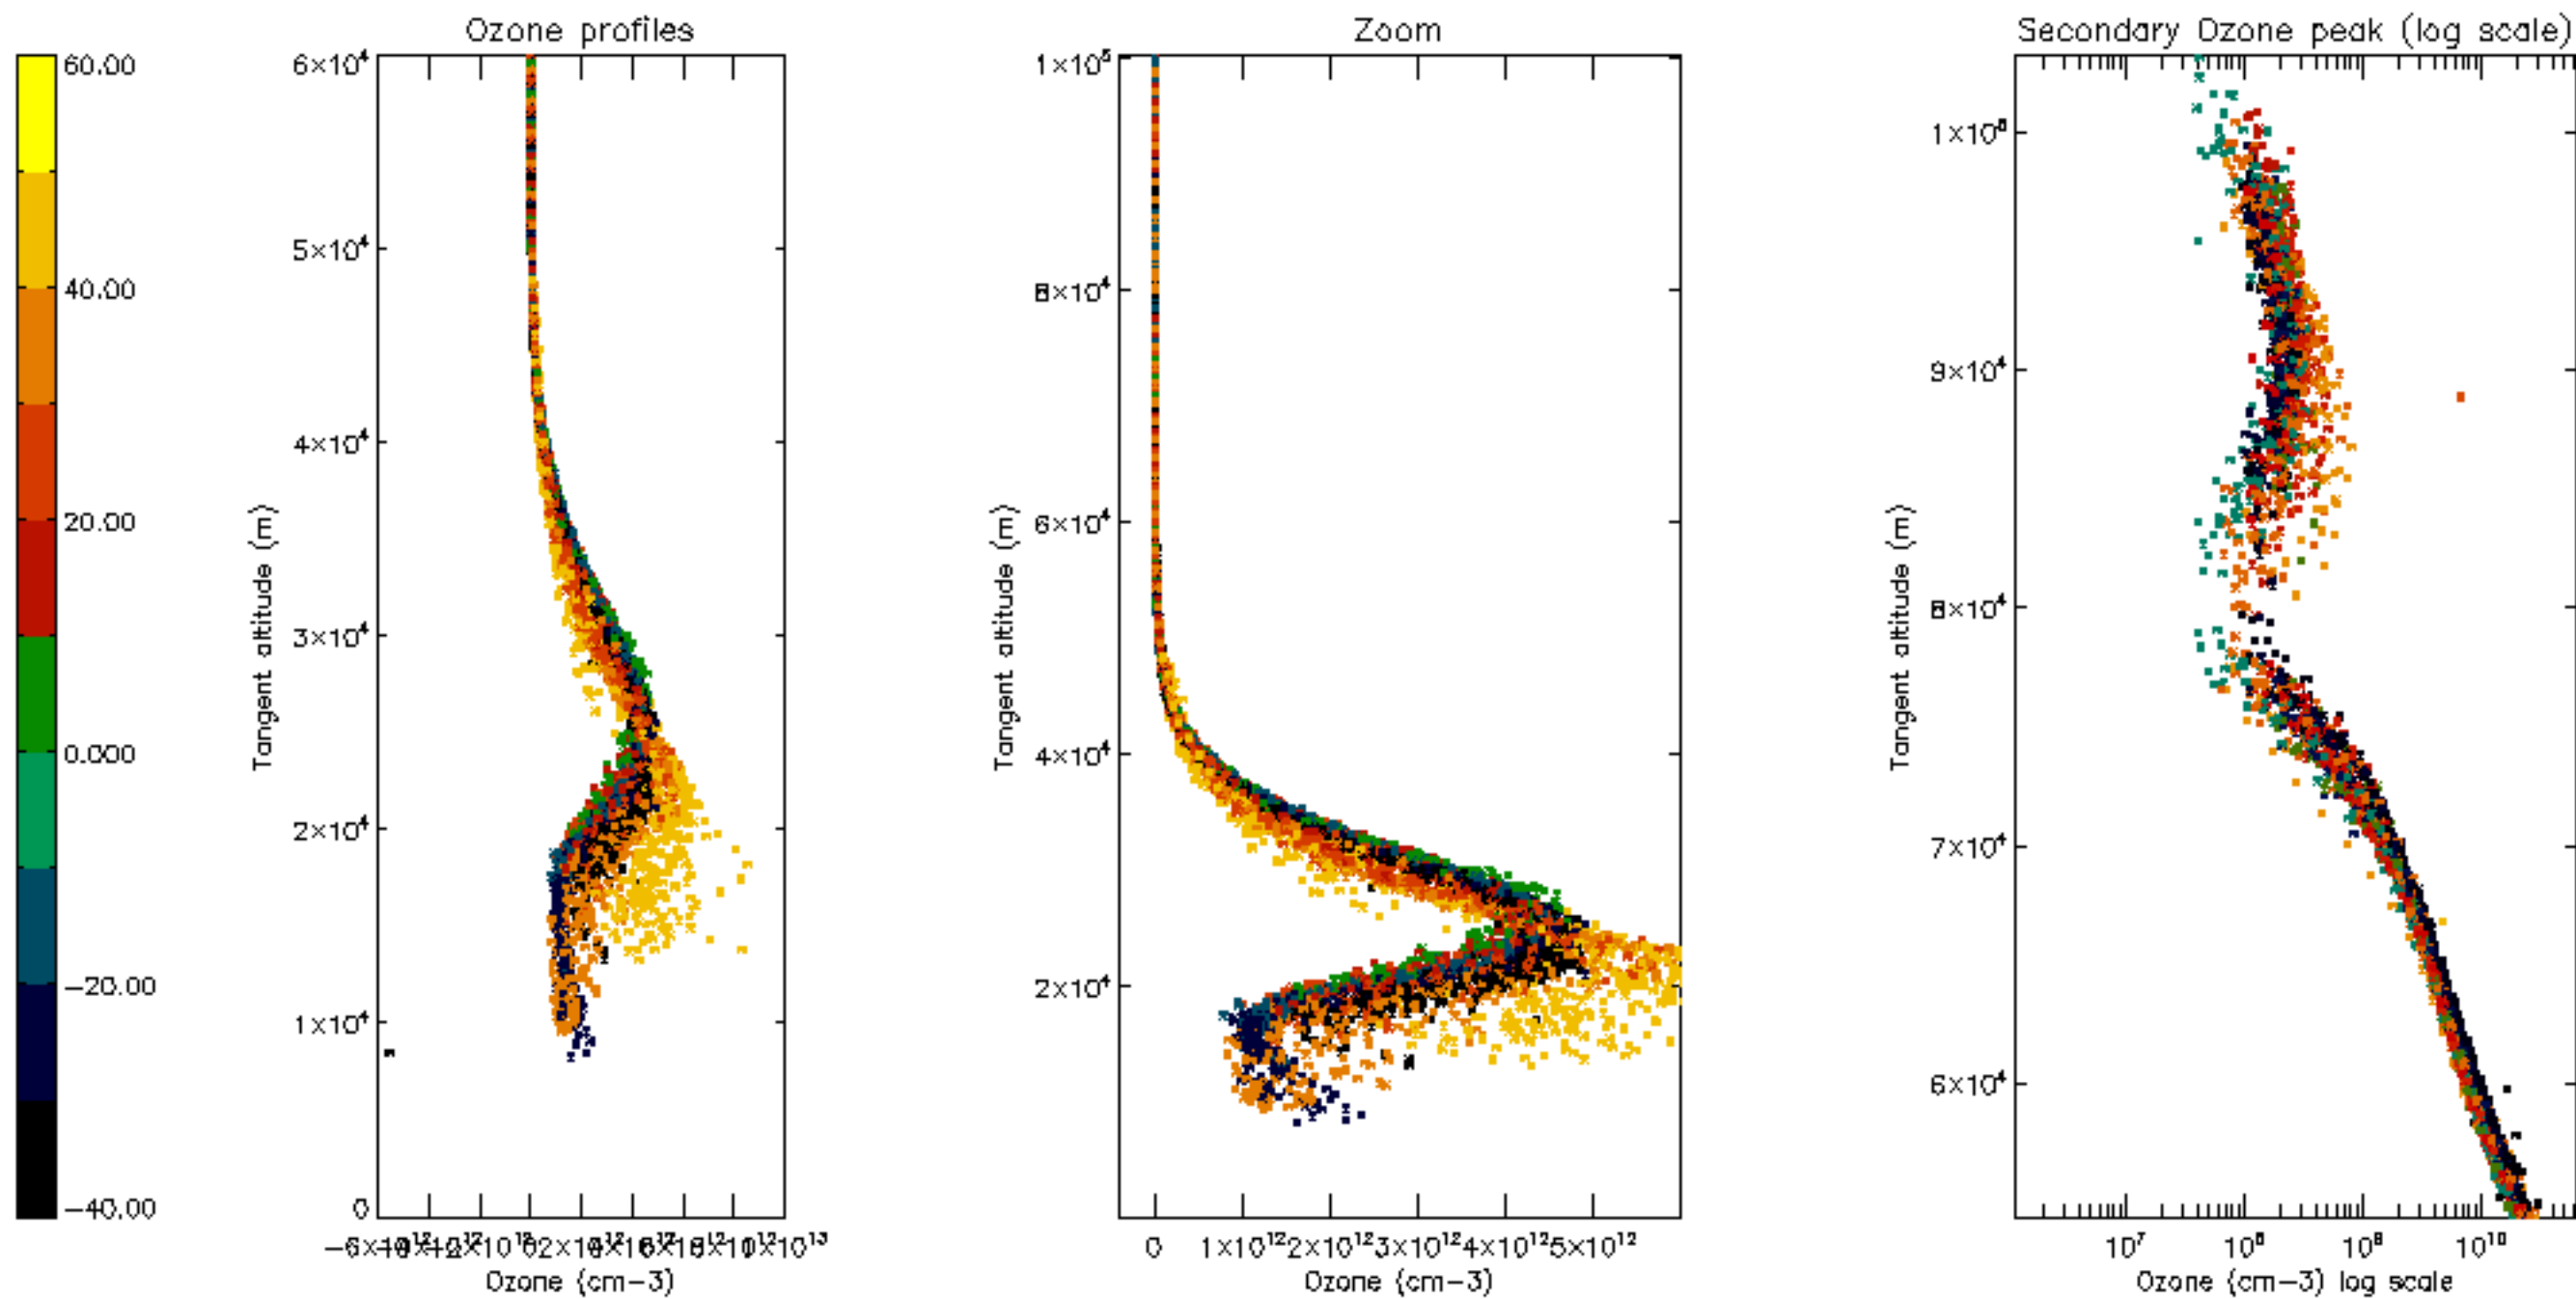 Ozone profiles
Zoom
Secondary Ozone peak (log scale)
60.00
40.00
20.00
0.000
-20.00
-40.00
6×10⁴
5×10⁴
4×10⁴
3×10⁴
2×10⁴
1×10⁴
0
Tangent altitude (m)
Ozone (cm-3)
1×10⁵
8×10⁴
6×10⁴
4×10⁴
2×10⁴
Tangent altitude (m)
0 1×10¹² 2×10¹² 3×10¹² 4×10¹² 5×10¹²
Ozone (cm-3)
9×10⁴
8×10⁴
7×10⁴
6×10⁴
Tangent altitude (m)
10⁷ 10⁸ 10⁹ 10¹⁰
Ozone (cm-3) log scale